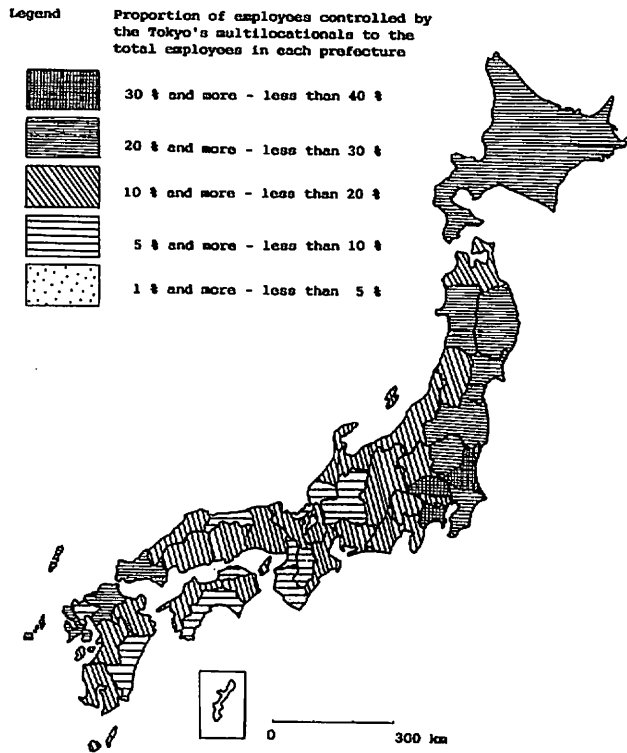 Legend
Proportion of employees controlled by
the Tokyo's multilocationals to the
total employees in each prefecture
30 % and more - less than 40 %
20 % and more - less than 30 %
10 % and more - less than 20 %
5 % and more - less than 10 %
1 % and more - less than 5 %
0 300 km